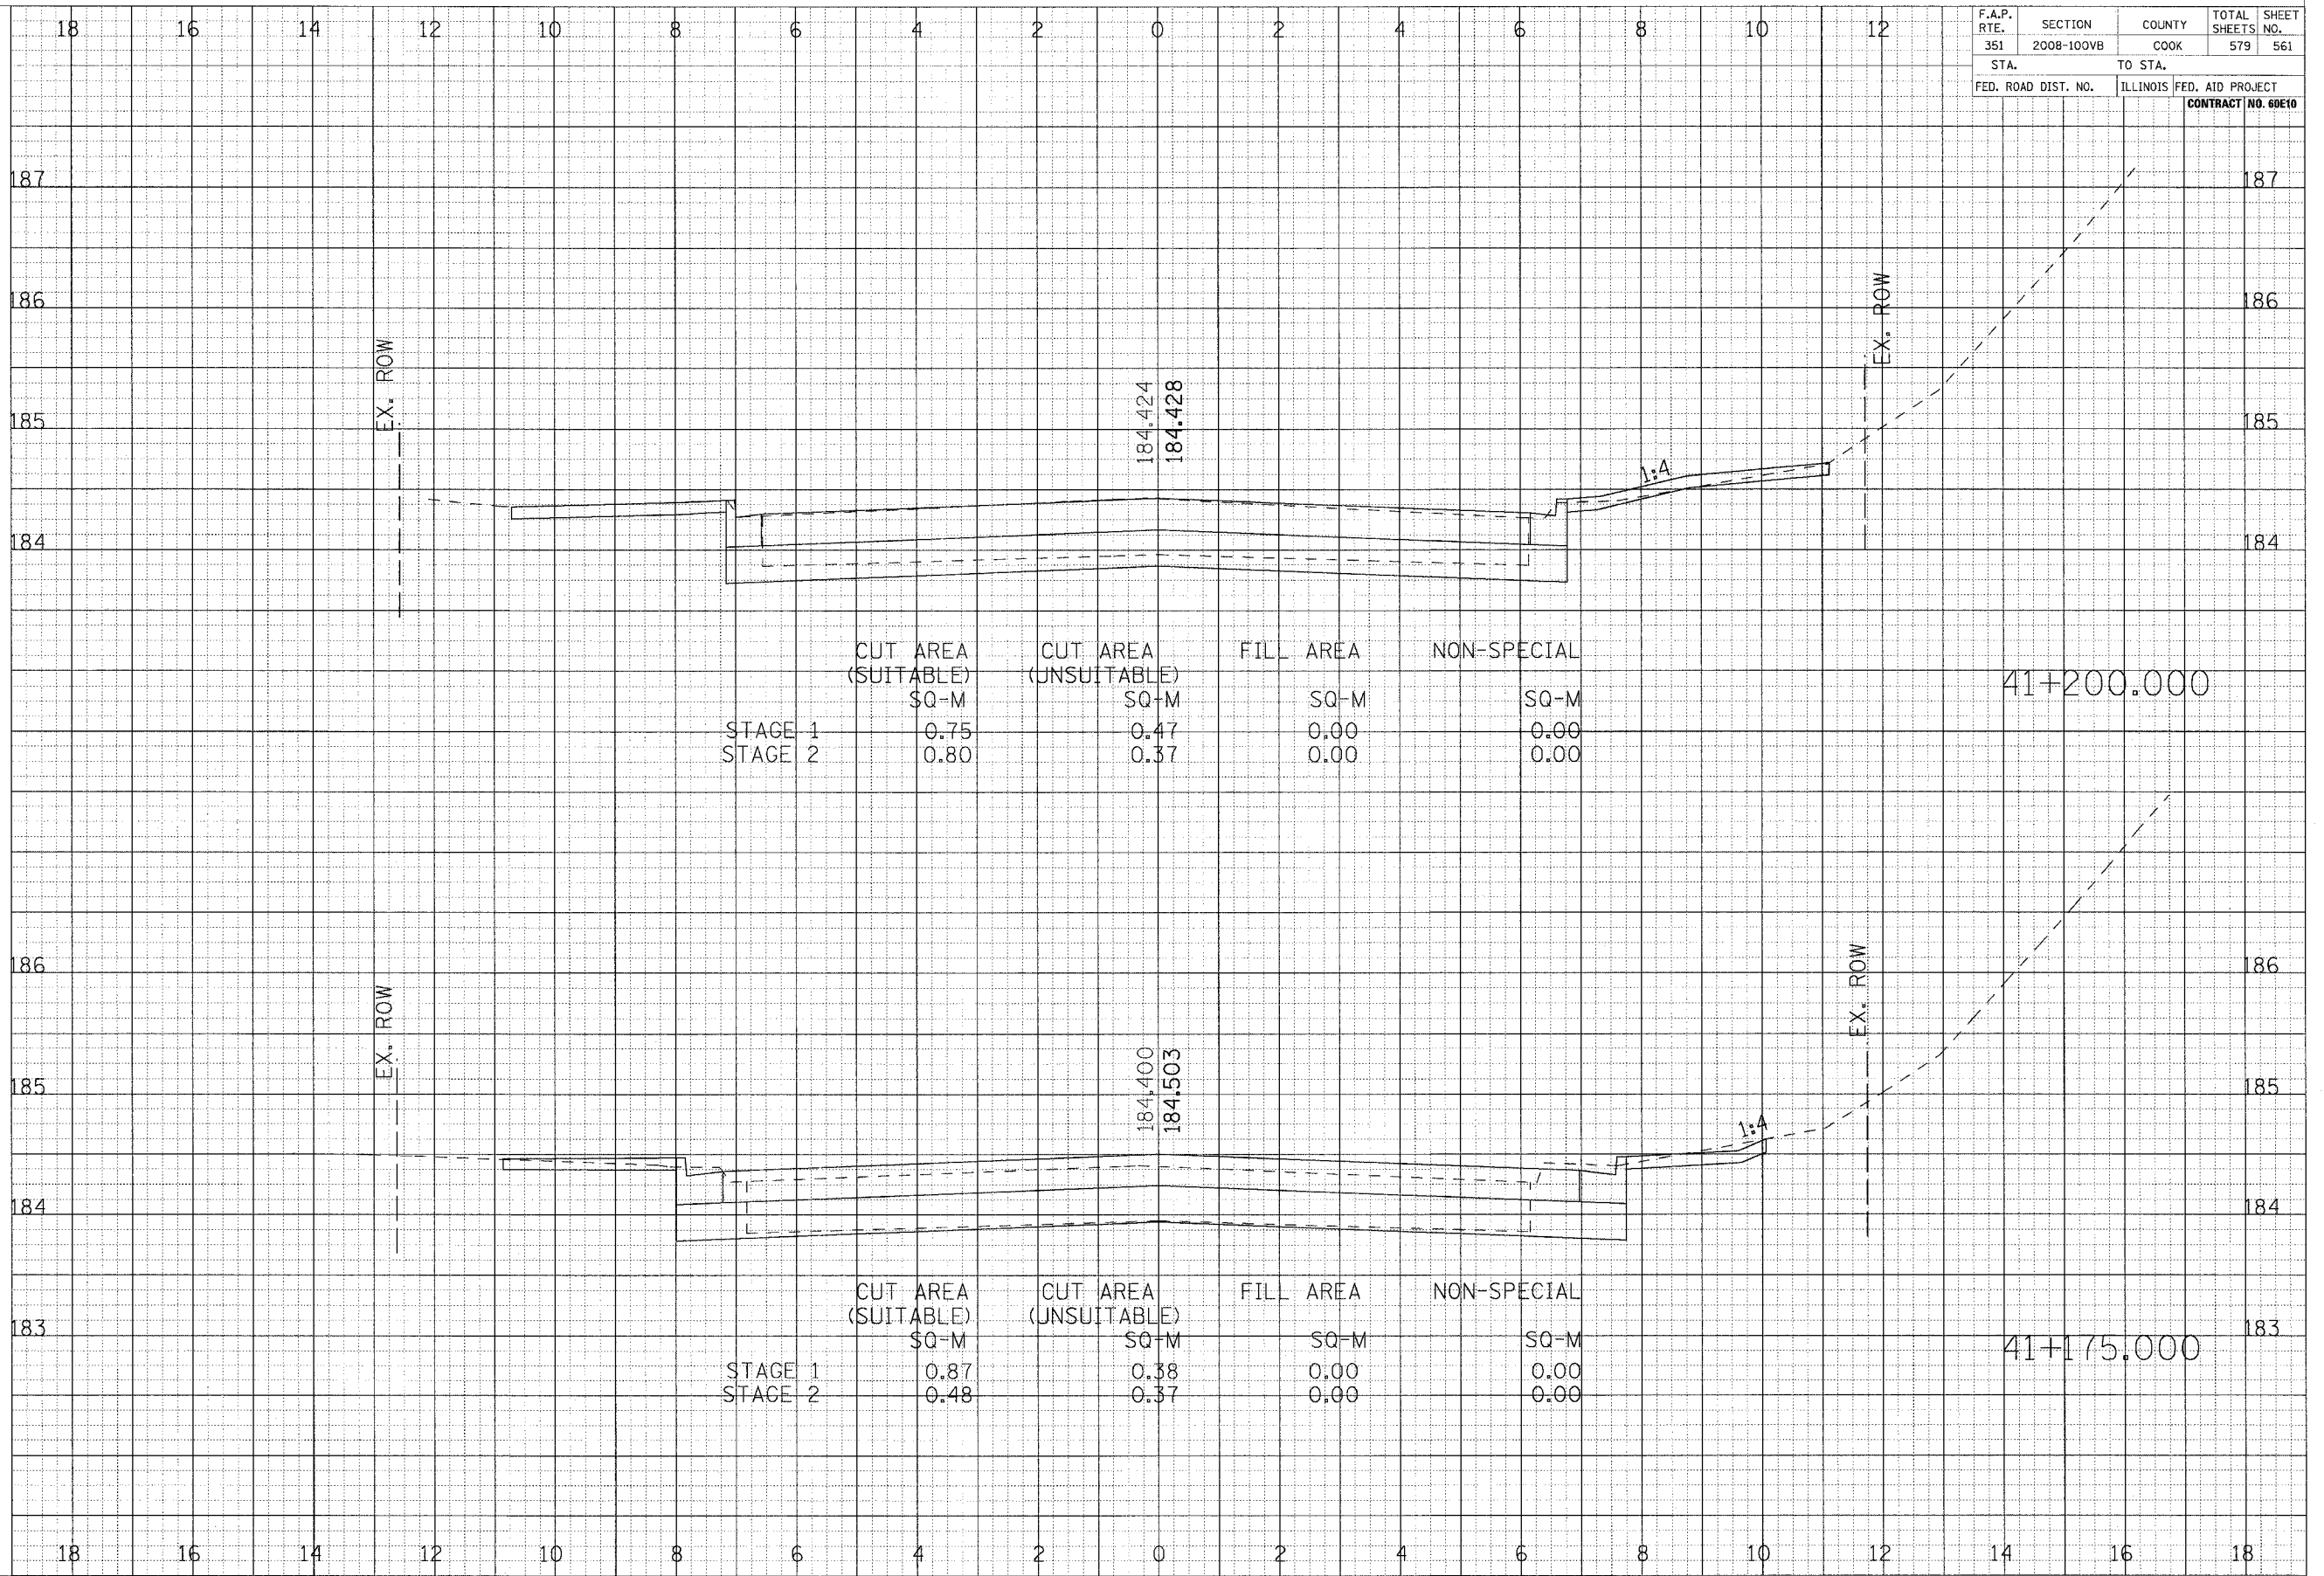 18 16 14 12 10 8 6 4 2 0 2 4 6 8 10 12
F.A.P. RTE. SECTION COUNTY TOTAL SHEETS SHEET NO.
351 2008-100VB COOK 579 561
STA. TO STA.
FED. ROAD DIST. NO. ILLINOIS FED. AID PROJECT
CONTRACT NO. 60E10
187 187
186 186
EX. ROW EX. ROW
185 185
184.424
184.428
1:4
184 184
CUT AREA CUT AREA FILL AREA NON-SPECIAL
(SUITABLE) (UNSUITABLE)
SQ-M SQ-M SQ-M SQ-M
STAGE 1 0.75 0.47 0.00 0.00
STAGE 2 0.80 0.37 0.00 0.00
41+200.000
186 186
EX. ROW EX. ROW
185 185
184.400
184.503
1:4
184 184
CUT AREA CUT AREA FILL AREA NON-SPECIAL
(SUITABLE) (UNSUITABLE)
SQ-M SQ-M SQ-M SQ-M
183 183
STAGE 1 0.87 0.38 0.00 0.00
STAGE 2 0.48 0.37 0.00 0.00
41+175.000
18 16 14 12 10 8 6 4 2 0 2 4 6 8 10 12 14 16 18